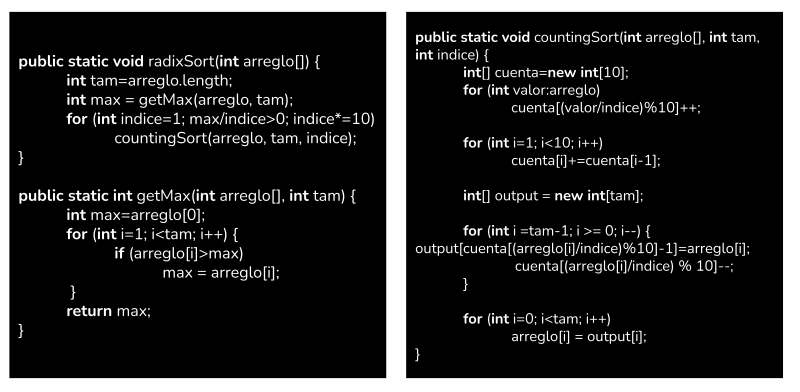 public static void radixSort(int arreglo[]) {
int tam=arreglo.length;
int max = getMax(arreglo, tam);
for (int indice=1; max/indice>0; indice*=10)
countingSort(arreglo, tam, indice);
}
public static int getMax(int arreglo[], int tam) {
int max=arreglo[0];
for (int i=1; i<tam; i++) {
if (arreglo[i]>max)
max = arreglo[i];
}
return max;
}
public static void countingSort(int arreglo[], int tam,
int indice) {
int[] cuenta=new int[10];
for (int valor:arreglo)
cuenta[(valor/indice)%10]++;
for (int i=1; i<10; i++)
cuenta[i]+=cuenta[i-1];
int[] output = new int[tam];
for (int i =tam-1; i >= 0; i--) {
output[cuenta[(arreglo[i]/indice)%10]-1]=arreglo[i];
cuenta[(arreglo[i]/indice) % 10]--;
}
for (int i=0; i<tam; i++)
arreglo[i] = output[i];
}